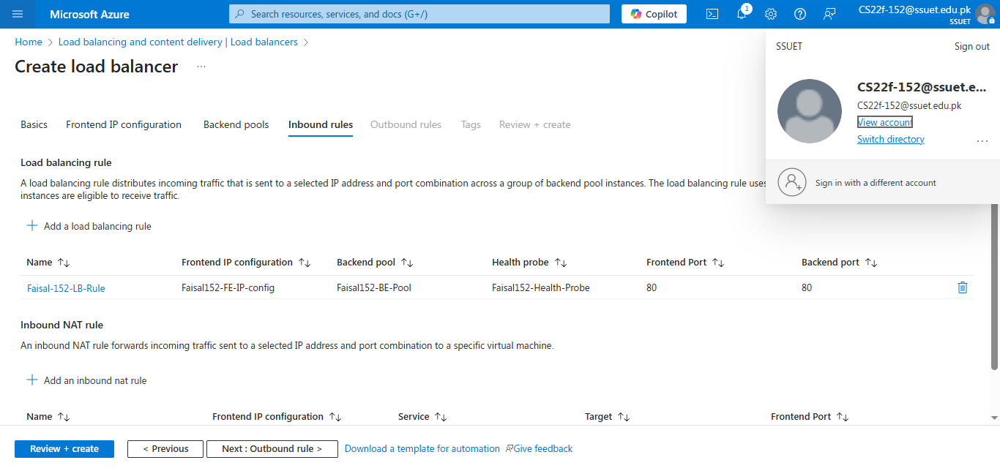 Microsoft Azure
Search resources, services, and docs (G+/)
Copilot
1
CS22f-152@ssuet.edu.pk
SSUET
Home > Load balancing and content delivery | Load balancers >
Create load balancer ...
SSUET
Sign out
CS22f-152@ssuet.e...
CS22f-152@ssuet.edu.pk
View account
Switch directory
...
Sign in with a different account
Basics Frontend IP configuration Backend pools Inbound rules Outbound rules Tags Review + create
Load balancing rule
A load balancing rule distributes incoming traffic that is sent to a selected IP address and port combination across a group of backend pool instances. The load balancing rule uses
instances are eligible to receive traffic.
+ Add a load balancing rule
Name ↑↓ Frontend IP configuration ↑↓ Backend pool ↑↓ Health probe ↑↓ Frontend Port ↑↓ Backend port ↑↓
Faisal-152-LB-Rule Faisal152-FE-IP-config Faisal152-BE-Pool Faisal152-Health-Probe 80 80
Inbound NAT rule
An inbound NAT rule forwards incoming traffic sent to a selected IP address and port combination to a specific virtual machine.
+ Add an inbound nat rule
Name ↑↓ Frontend IP configuration ↑↓ Service ↑↓ Target ↑↓ Frontend Port ↑↓
Review + create < Previous Next : Outbound rule > Download a template for automation Give feedback